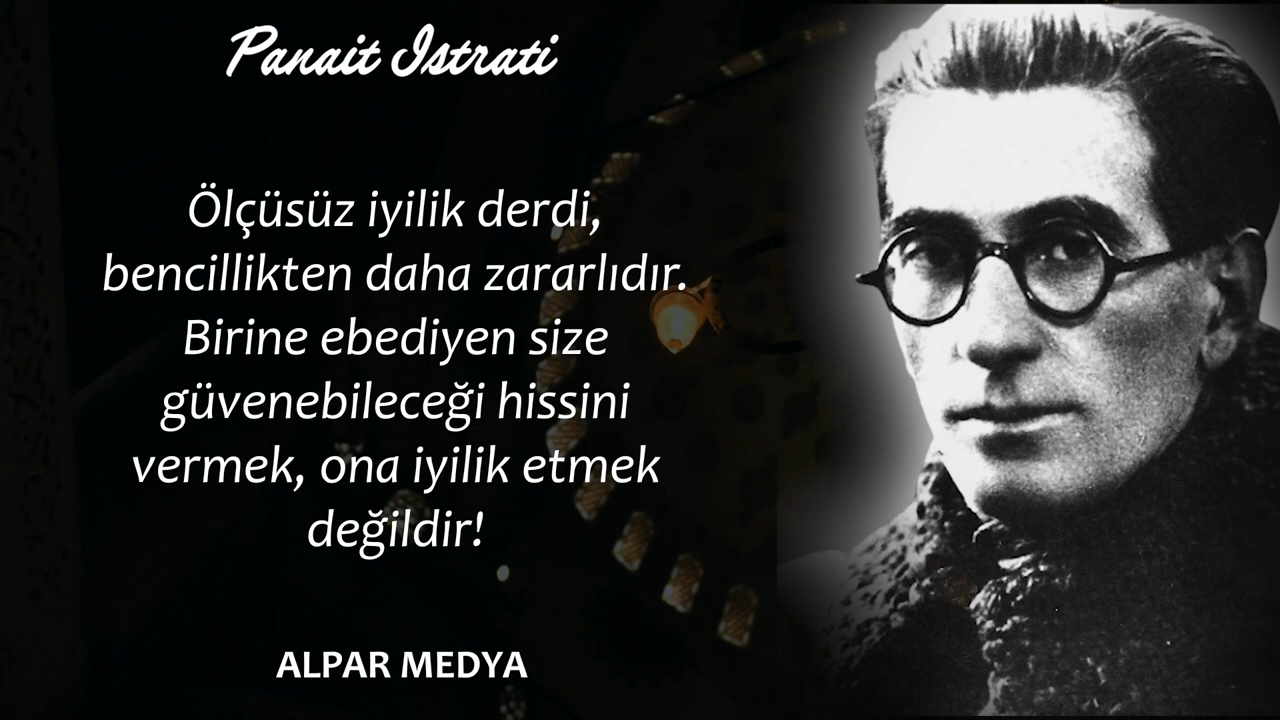 Panait Istrati
Ölçüsüz iyilik derdi,
bencillikten daha zararlıdır.
Birine ebediyen size
güvenebileceği hissini
vermek, ona iyilik etmek
değildir!
ALPAR MEDYA